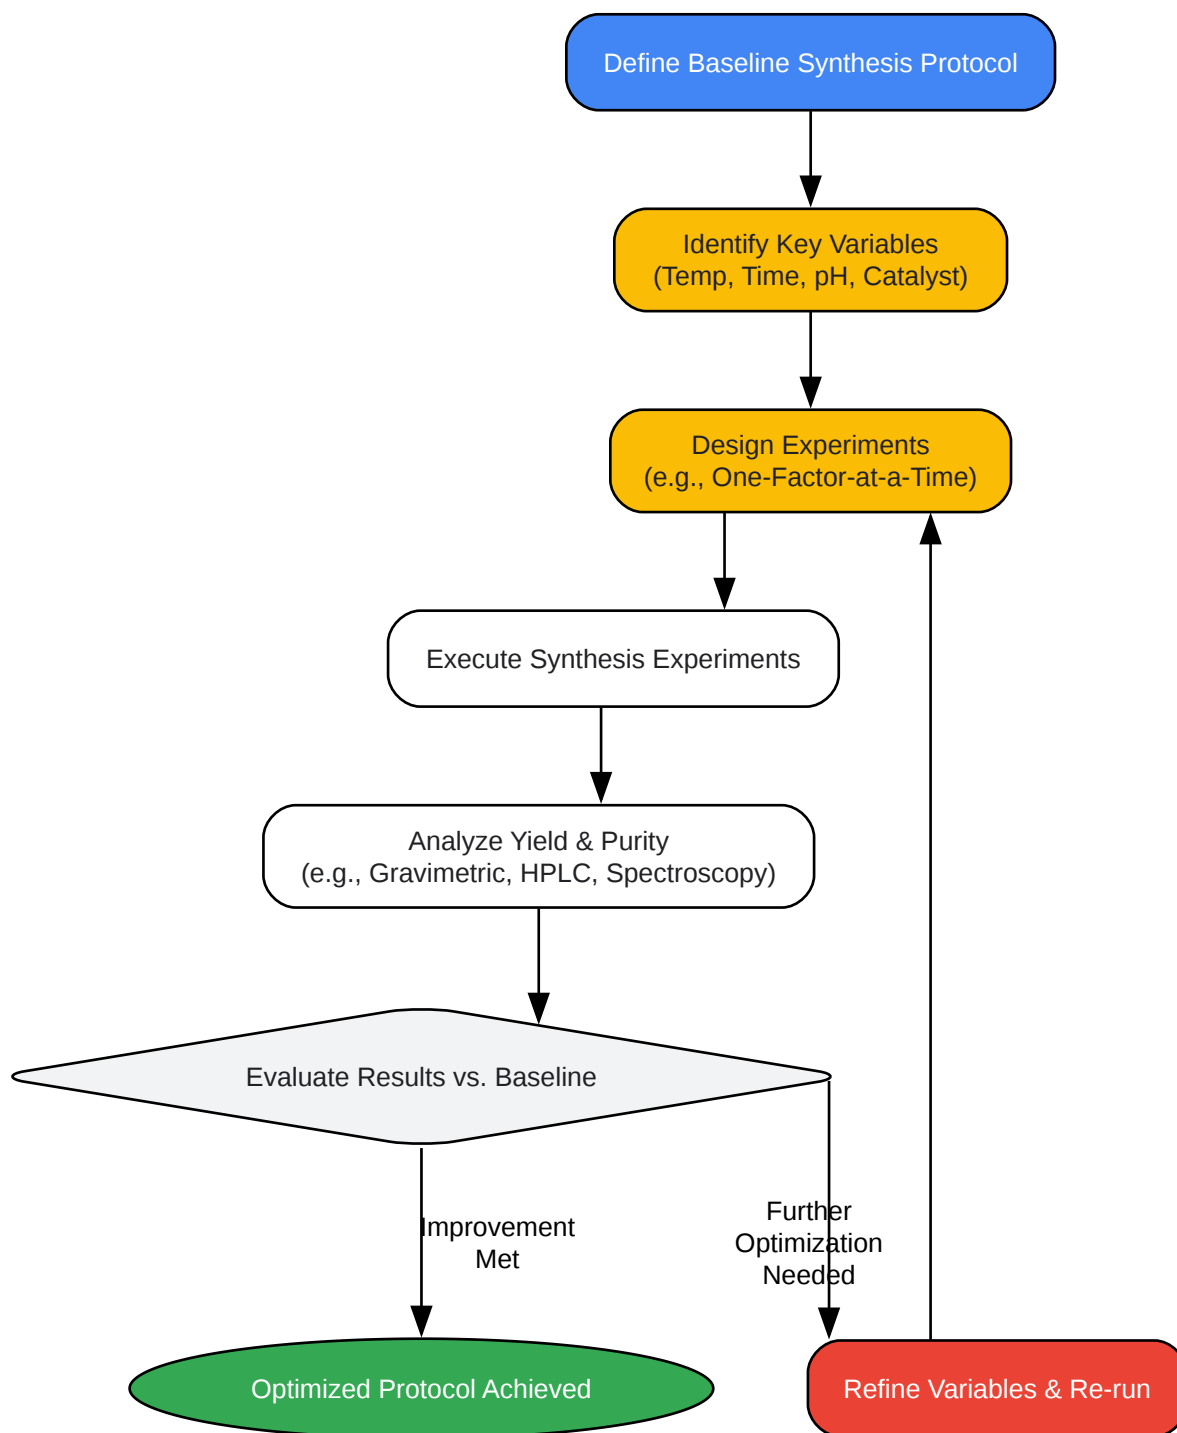 Define Baseline Synthesis Protocol
Identify Key Variables
(Temp, Time, pH, Catalyst)
Design Experiments
(e.g., One-Factor-at-a-Time)
Execute Synthesis Experiments
Analyze Yield & Purity
(e.g., Gravimetric, HPLC, Spectroscopy)
Evaluate Results vs. Baseline
Improvement
Met
Further
Optimization
Needed
Optimized Protocol Achieved
Refine Variables & Re-run